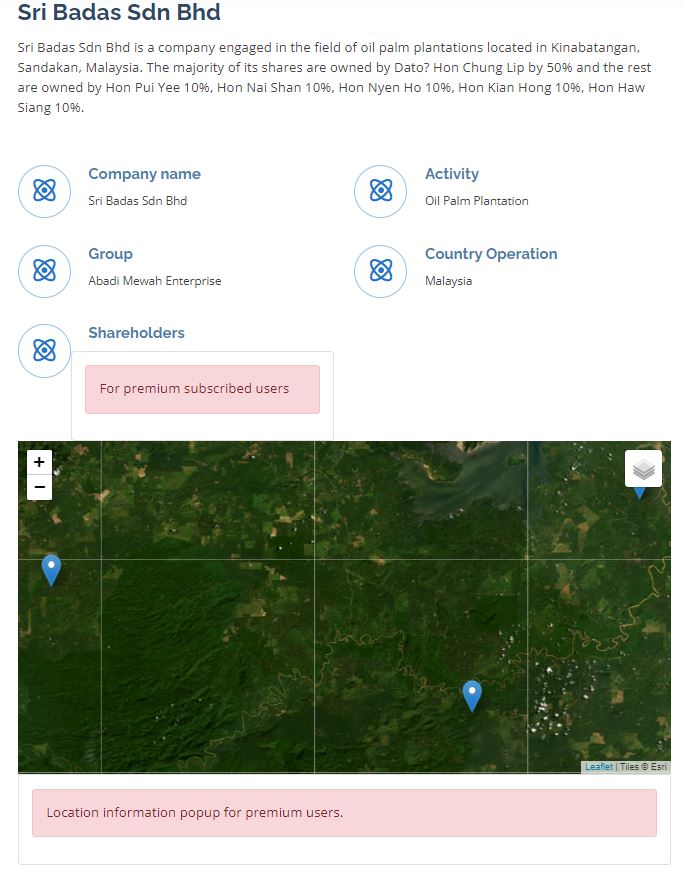 Sri Badas Sdn Bhd
Sri Badas Sdn Bhd is a company engaged in the field of oil palm plantations located in Kinabatangan,
Sandakan, Malaysia. The majority of its shares are owned by Dato? Hon Chung Lip by 50% and the rest
are owned by Hon Pui Yee 10%, Hon Nai Shan 10%, Hon Nyen Ho 10%, Hon Kian Hong 10%, Hon Haw
Siang 10%.
Company name
Sri Badas Sdn Bhd
Activity
Oil Palm Plantation
Group
Abadi Mewah Enterprise
Country Operation
Malaysia
Shareholders
For premium subscribed users
+
−
Leaflet | Tiles © Esri
Location information popup for premium users.